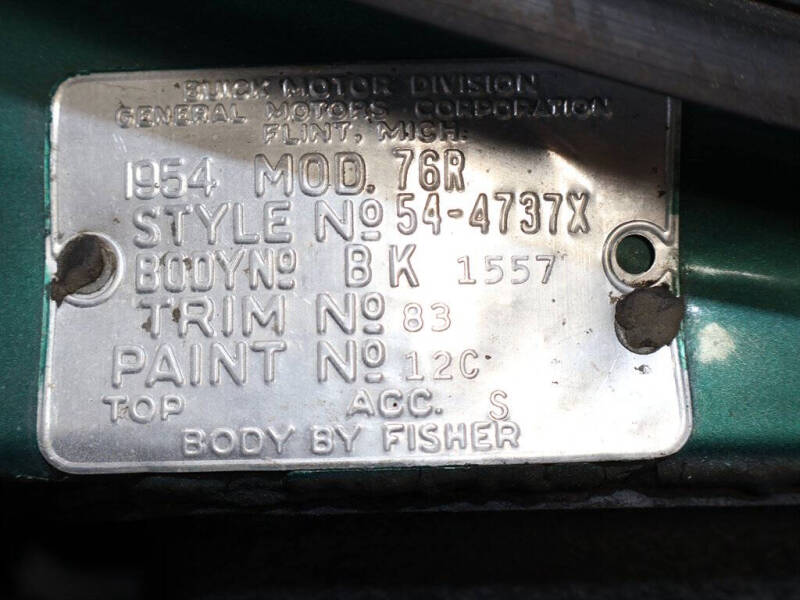 BUICK MOTOR DIVISION
GENERAL MOTORS CORPORATION
FLINT, MICH.
1954 MOD. 76R
STYLE No 54-4737X
BODY No BK 1557
TRIM No 83
PAINT No 12C
TOP ACC. S
BODY BY FISHER